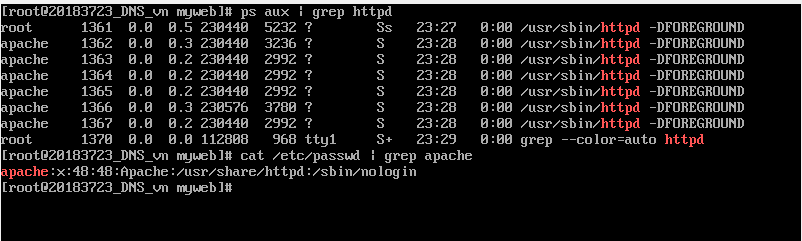 [root@20183723_DNS_vn myweb]# ps aux | grep httpd
root      1361  0.0  0.5 230440  5232 ?        Ss   23:27   0:00 /usr/sbin/httpd -DFOREGROUND
apache    1362  0.0  0.3 230440  3236 ?        S    23:28   0:00 /usr/sbin/httpd -DFOREGROUND
apache    1363  0.0  0.2 230440  2992 ?        S    23:28   0:00 /usr/sbin/httpd -DFOREGROUND
apache    1364  0.0  0.2 230440  2992 ?        S    23:28   0:00 /usr/sbin/httpd -DFOREGROUND
apache    1365  0.0  0.2 230440  2992 ?        S    23:28   0:00 /usr/sbin/httpd -DFOREGROUND
apache    1366  0.0  0.3 230576  3780 ?        S    23:28   0:00 /usr/sbin/httpd -DFOREGROUND
apache    1367  0.0  0.2 230440  2992 ?        S    23:28   0:00 /usr/sbin/httpd -DFOREGROUND
root      1370  0.0  0.0 112808   968 tty1     S+   23:29   0:00 grep --color=auto httpd
[root@20183723_DNS_vn myweb]# cat /etc/passwd | grep apache
apache:x:48:48:Apache:/usr/share/httpd:/sbin/nologin
[root@20183723_DNS_vn myweb]#